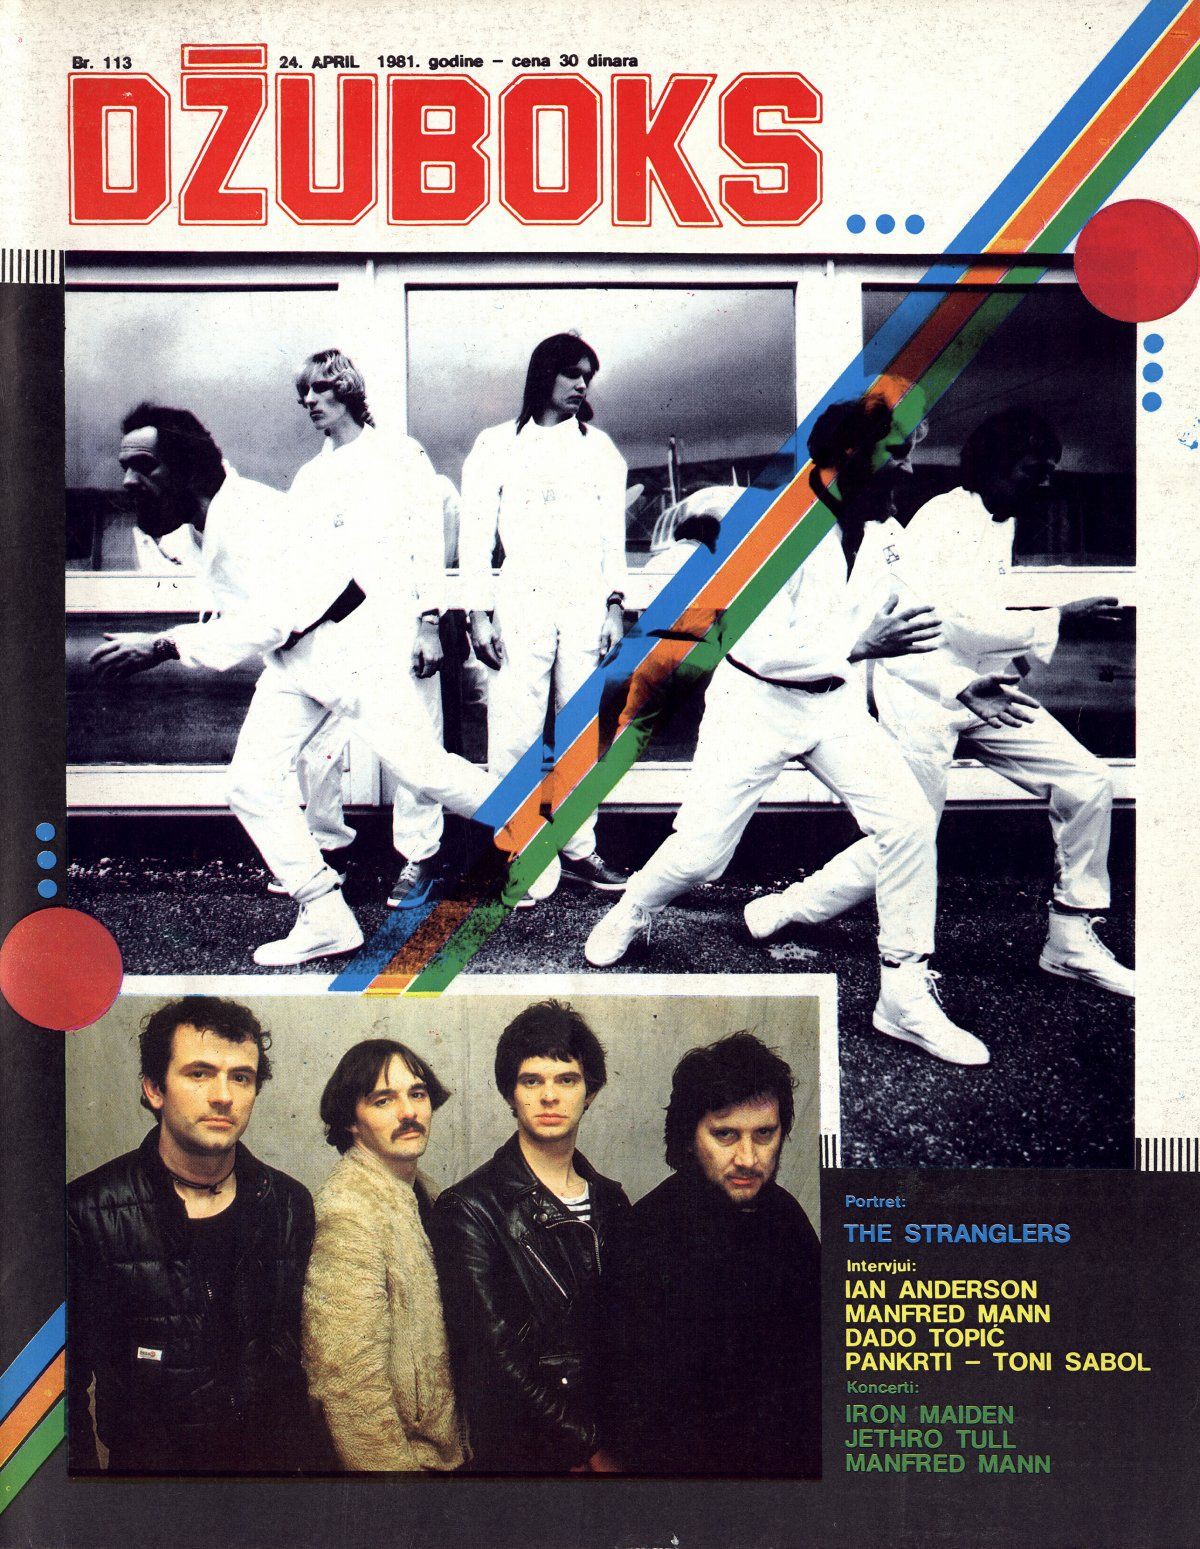 Br. 113
24. APRIL 1981. godine – cena 30 dinara
DŽUBOKS
Portret:
THE STRANGLERS
Intervjui:
IAN ANDERSON
MANFRED MANN
DADO TOPIĆ
PANKRTI – TONI SABOL
Koncerti:
IRON MAIDEN
JETHRO TULL
MANFRED MANN